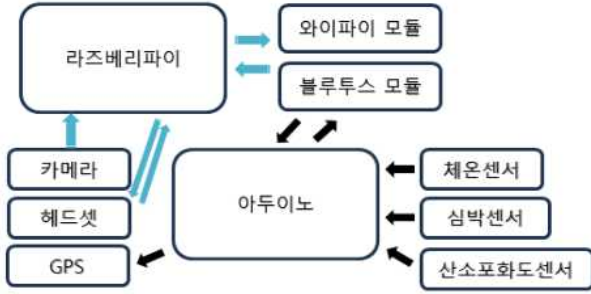 라즈베리파이
와이파이 모듈
블루투스 모듈
카메라
헤드셋
GPS
아두이노
체온센서
심박센서
산소포화도센서